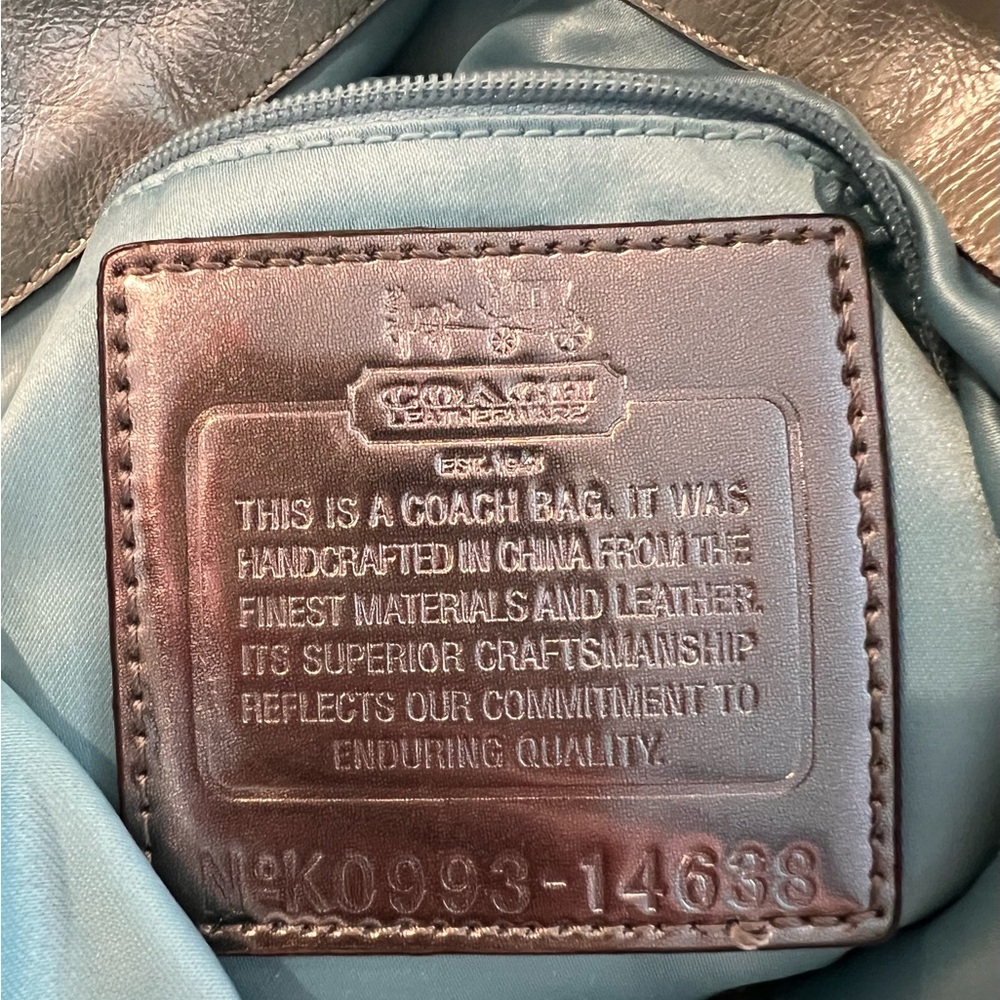 COACH
LEATHERWARE
EST. 1941
THIS IS A COACH BAG. IT WAS
HANDCRAFTED IN CHINA FROM THE
FINEST MATERIALS AND LEATHER.
ITS SUPERIOR CRAFTSMANSHIP
REFLECTS OUR COMMITMENT TO
ENDURING QUALITY.
NoK0993-14638